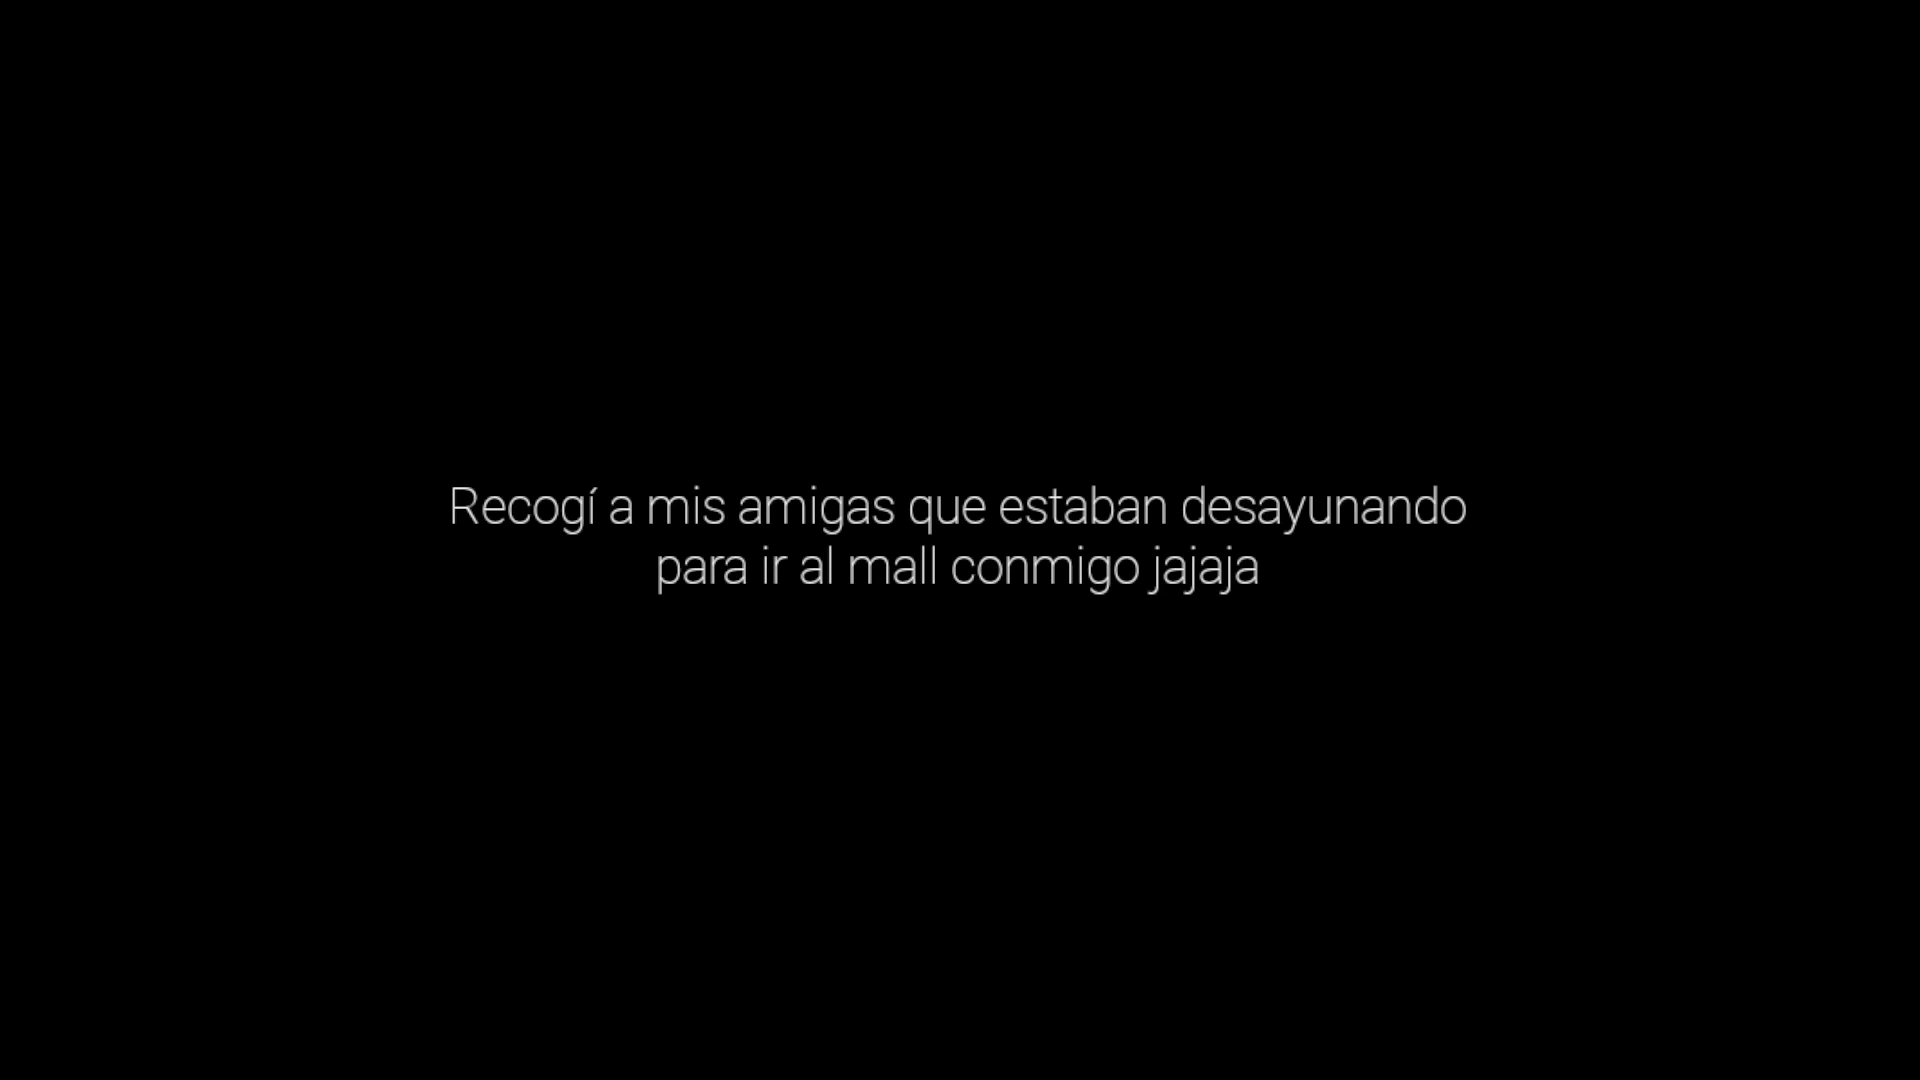 Recogí a mis amigas que estaban desayunando
para ir al mall conmigo jajaja